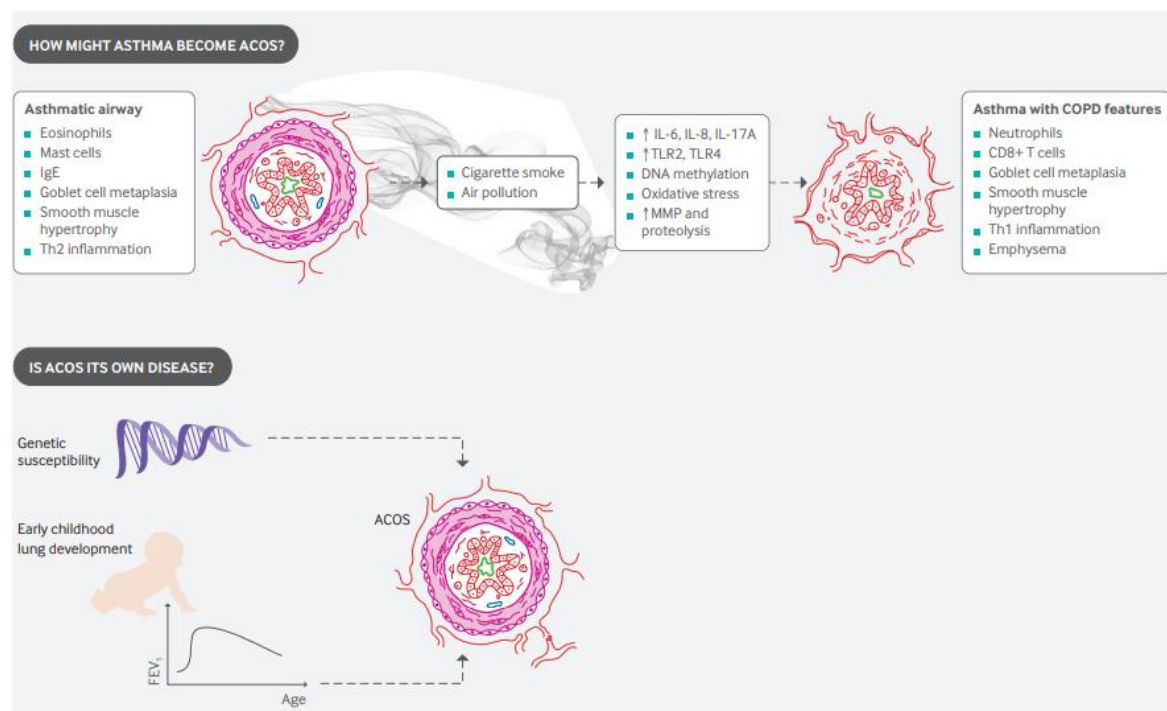 HOW MIGHT ASTHMA BECOME ACOS?
Asthmatic airway
Eosinophils
Mast cells
IgE
Goblet cell metaplasia
Smooth muscle
hypertrophy
Th2 inflammation
Cigarette smoke
Air pollution
↑ IL-6, IL-8, IL-17A
↑ TLR2, TLR4
DNA methylation
Oxidative stress
↑ MMP and
proteolysis
Asthma with COPD features
Neutrophils
CD8+ T cells
Goblet cell metaplasia
Smooth muscle
hypertrophy
Th1 inflammation
Emphysema
IS ACOS ITS OWN DISEASE?
Genetic
susceptibility
Early childhood
lung development
ACOS
FEV₁
Age